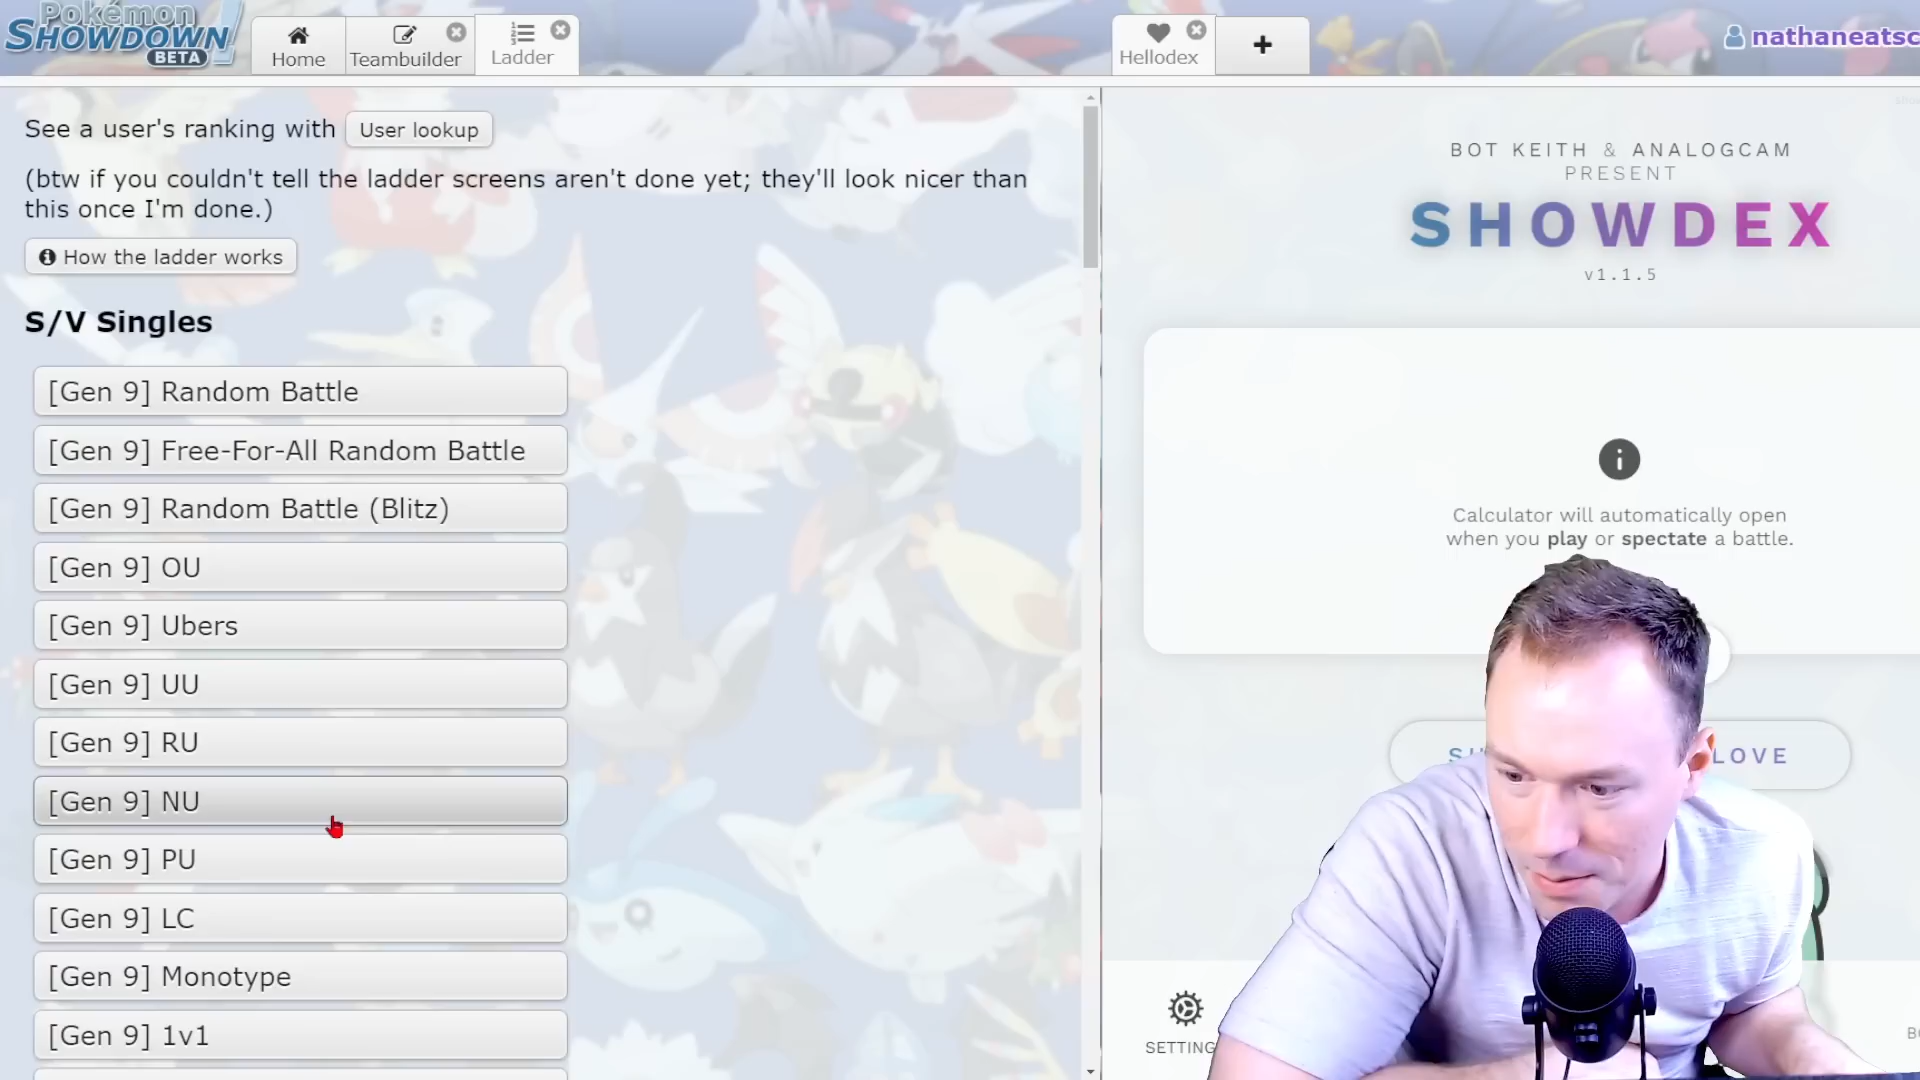 Pokémon
SHOWDOWN!
BETA
Home
Teambuilder
Ladder
Hellodex
+
nathaneatsc
See a user's ranking with User lookup
(btw if you couldn't tell the ladder screens aren't done yet; they'll look nicer than
this once I'm done.)
How the ladder works
S/V Singles
[Gen 9] Random Battle
[Gen 9] Free-For-All Random Battle
[Gen 9] Random Battle (Blitz)
[Gen 9] OU
[Gen 9] Ubers
[Gen 9] UU
[Gen 9] RU
[Gen 9] NU
[Gen 9] PU
[Gen 9] LC
[Gen 9] Monotype
[Gen 9] 1v1
BOT KEITH & ANALOGCAM
PRESENT
SHOWDEX
v1.1.5
Calculator will automatically open
when you play or spectate a battle.
LOVE
SETTING